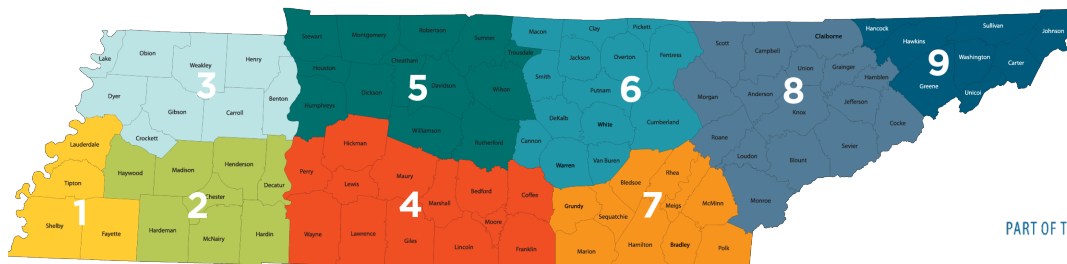 Lake
Obion
Weakley
Henry
Dyer
Gibson
Carroll
Benton
Crockett
3
Lauderdale
Tipton
Shelby
Fayette
1
Haywood
Madison
Henderson
Decatur
Chester
Hardeman
McNairy
Hardin
2
Stewart
Montgomery
Robertson
Sumner
Trousdale
Houston
Cheatham
Dickson
Davidson
Wilson
Humphreys
Williamson
Rutherford
5
Hickman
Perry
Lewis
Maury
Marshall
Bedford
Coffee
Moore
Wayne
Lawrence
Giles
Lincoln
Franklin
4
Macon
Clay
Pickett
Jackson
Overton
Fentress
Smith
Putnam
DeKalb
White
Cumberland
Cannon
Warren
Van Buren
6
Bledsoe
Rhea
Grundy
Sequatchie
Meigs
McMinn
Marion
Hamilton
Bradley
Polk
7
Scott
Campbell
Claiborne
Union
Grainger
Hamblen
Morgan
Anderson
Knox
Jefferson
Cocke
Roane
Loudon
Blount
Sevier
Monroe
8
Hancock
Hawkins
Sullivan
Johnson
Washington
Carter
Greene
Unicoi
9
PART OF T